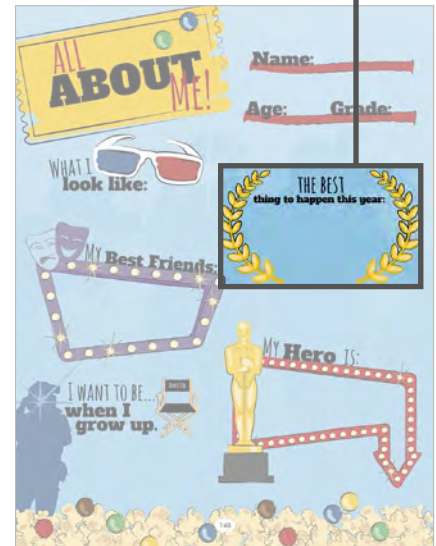 ALL
ABOUT
ME!
Name:
Age: Grade:
WHAT I
look like:
THE BEST
thing to happen this year:
MY Best Friends:
MY Hero IS:
I WANT TO BE...
when I
grow up.
148